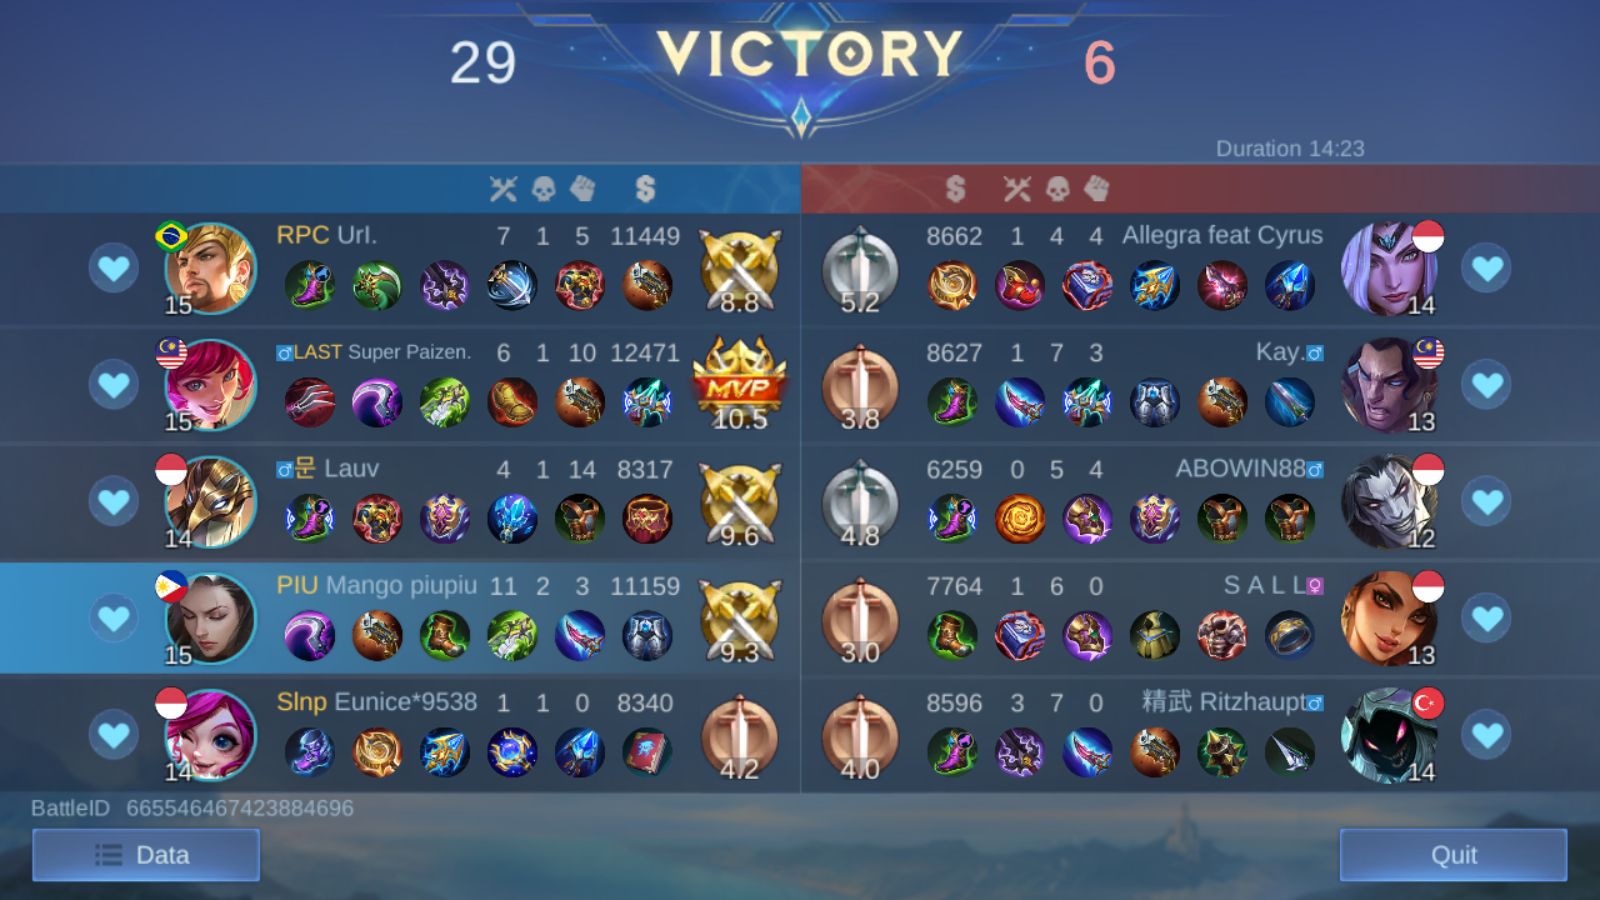 29 VICTORY 6
Duration 14:23
RPC Url. 7 1 5 11449 8.8 15
5.2 8662 1 4 4 Allegra feat Cyrus 14
LAST Super Paizen. 6 1 10 12471 MVP 10.5 15
3.8 8627 1 7 3 Kay. 13
문 Lauv 4 1 14 8317 9.6 14
4.8 6259 0 5 4 ABOWIN88 12
PIU Mango piupiu 11 2 3 11159 9.3 15
3.0 7764 1 6 0 S A L L 13
Slnp Eunice*9538 1 1 0 8340 4.2 14
4.0 8596 3 7 0 精武 Ritzhaupt 14
BattleID 665546467423884696
Data
Quit